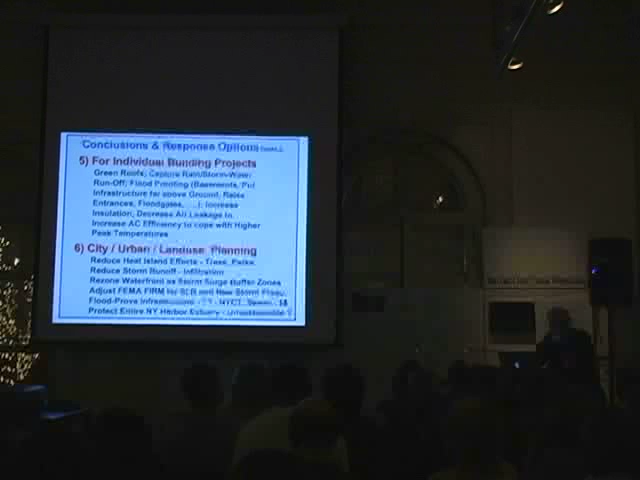 Conclusions & Response Options
5) For Individual Building Projects
Green Roofs, Capture Rain/Storm-Water
Run-Off, Flood Proofing (Basements, Put
Infrastructure far above Ground, Raise
Entrances, Floodgates, ....); Increase
Insulation, Decrease Air Leakage in.
Increase AC Efficiency to cope with Higher
Peak Temperatures
6) City / Urban / Landuse Planning
Reduce Heat Island Effects - Trees, Parks
Reduce Storm Runoff - Infiltration
Rezone Waterfront as Storm Surge Buffer Zones
Adjust FEMA FIRM for SLR and New Storm
Flood-Prove Infrastructure - NYCT
Protect Entire NY Harbor Estuary -